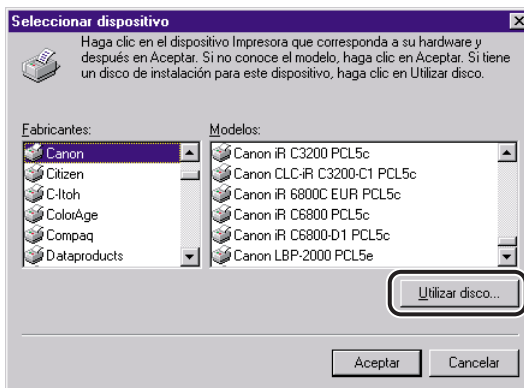 Seleccionar dispositivo
Haga clic en el dispositivo Impresora que corresponda a su hardware y
después en Aceptar. Si no conoce el modelo, haga clic en Aceptar. Si tiene
un disco de instalación para este dispositivo, haga clic en Utilizar disco.
Fabricantes:
Canon
Citizen
C-Itoh
ColorAge
Compaq
Dataproducts
Modelos:
Canon iR C3200 PCL5c
Canon CLC-iR C3200-C1 PCL5c
Canon iR 6800C EUR PCL5c
Canon iR C6800 PCL5c
Canon iR C6800-D1 PCL5c
Canon LBP-2000 PCL5e
Utilizar disco...
Aceptar
Cancelar